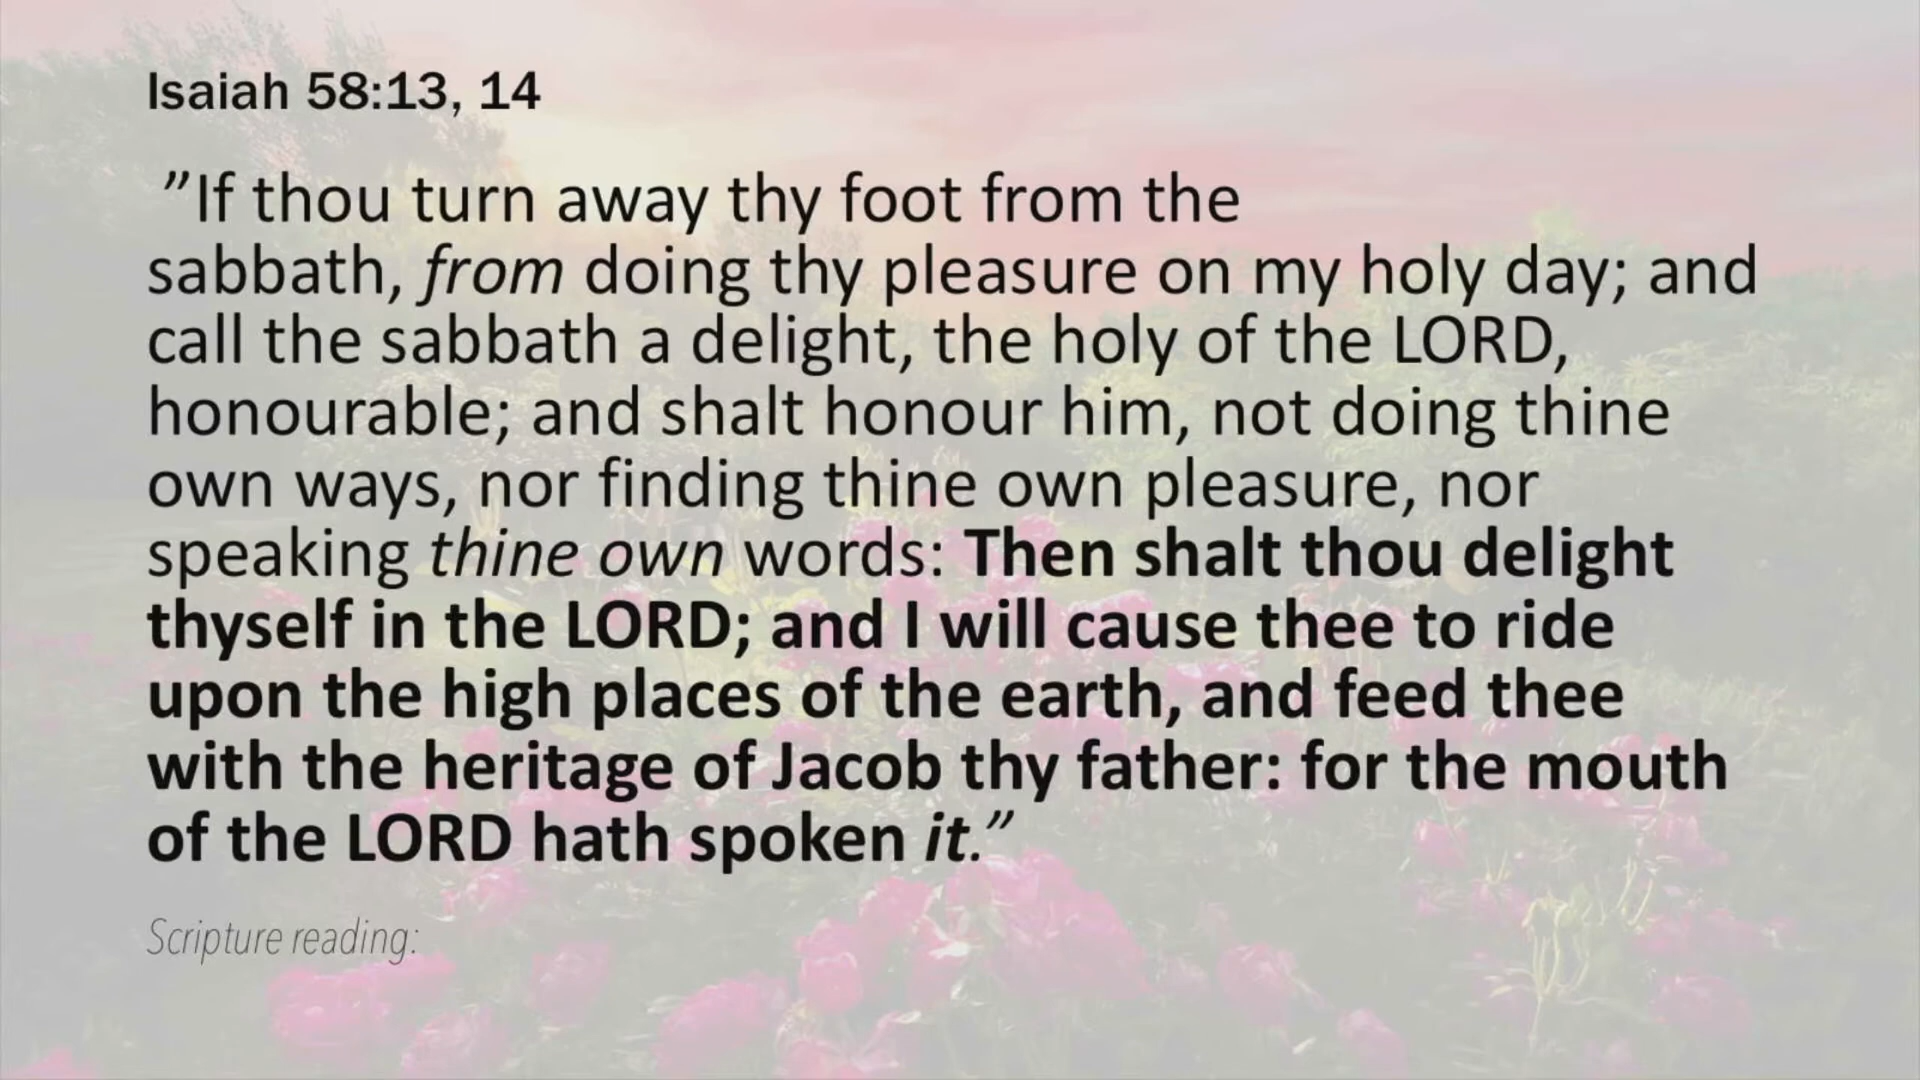 Isaiah 58:13, 14
”If thou turn away thy foot from the
sabbath, from doing thy pleasure on my holy day; and
call the sabbath a delight, the holy of the LORD,
honourable; and shalt honour him, not doing thine
own ways, nor finding thine own pleasure, nor
speaking thine own words: Then shalt thou delight
thyself in the LORD; and I will cause thee to ride
upon the high places of the earth, and feed thee
with the heritage of Jacob thy father: for the mouth
of the LORD hath spoken it.”
Scripture reading: